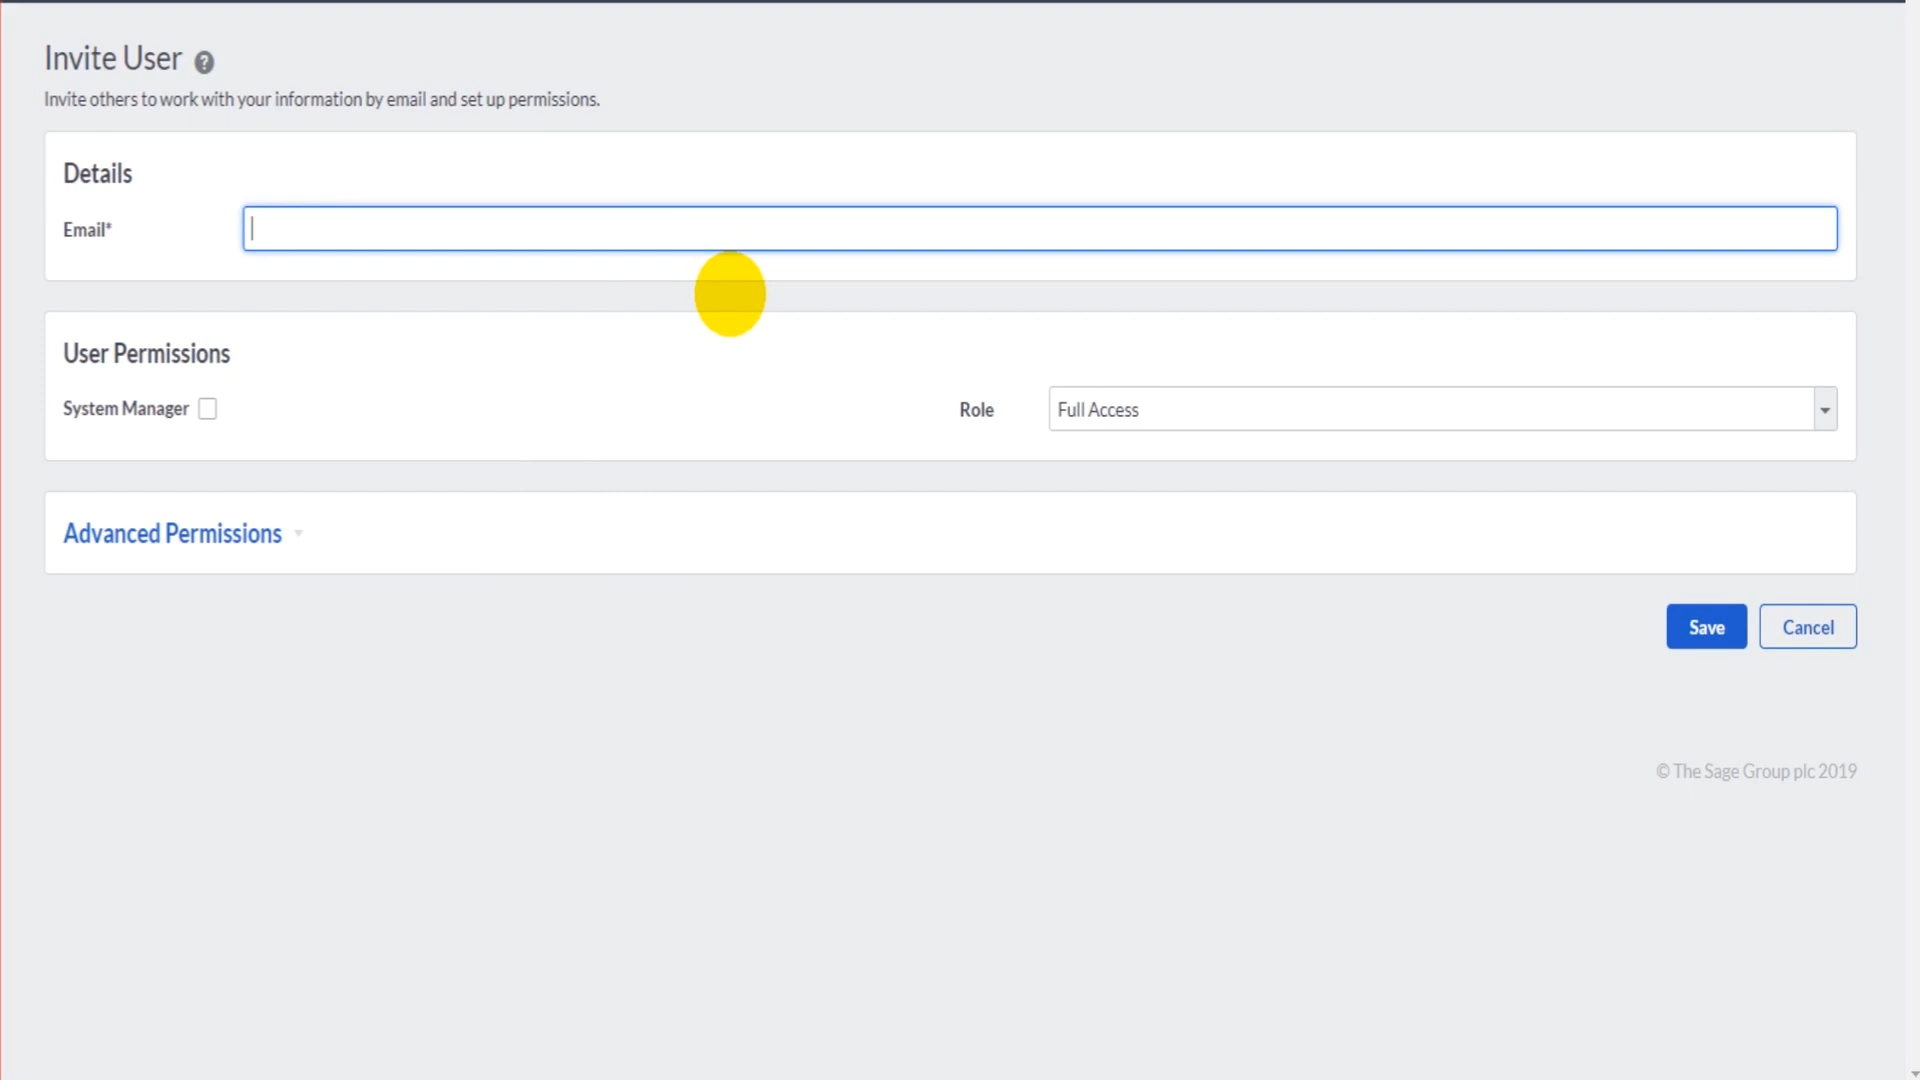 Invite User ?
Invite others to work with your information by email and set up permissions.
Details
Email*
User Permissions
System Manager
Role
Full Access
Advanced Permissions
Save
Cancel
© The Sage Group plc 2019